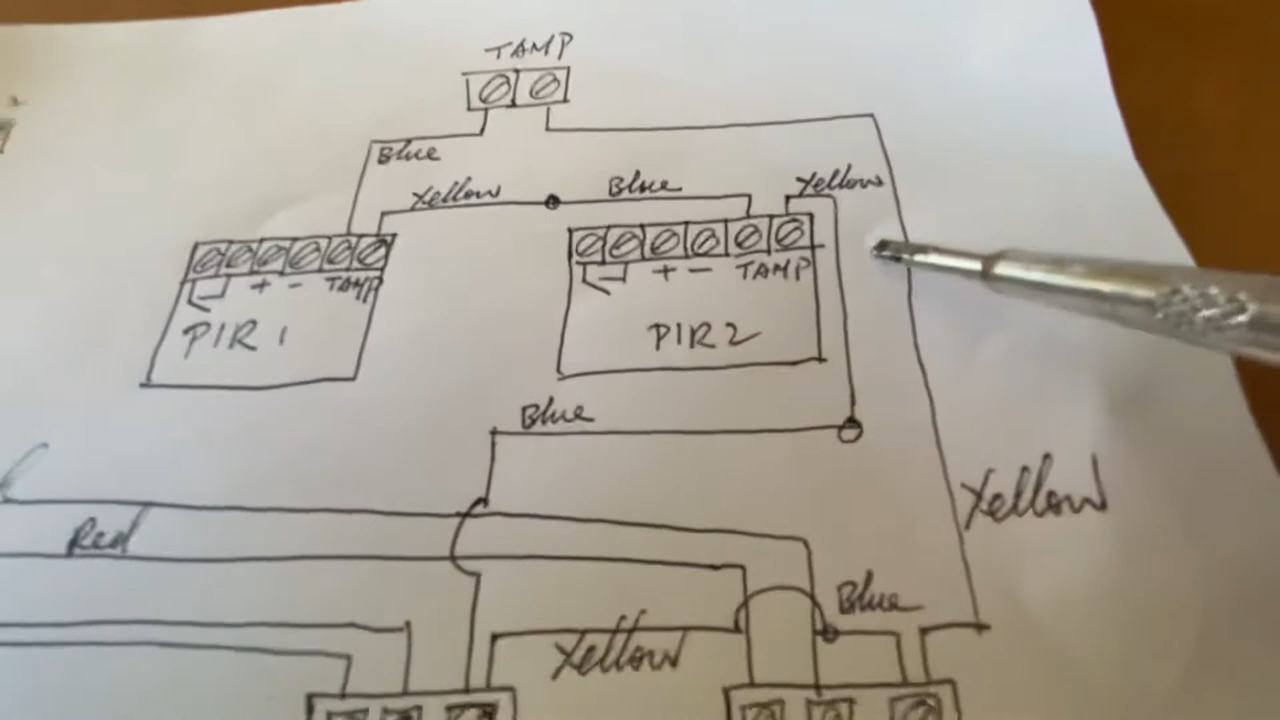 TAMP
Blue
Yellow Blue Yellow
+ - TAMP
+ - TAMP
PIR 1
PIR 2
Blue
Yellow
Red
Blue
Yellow